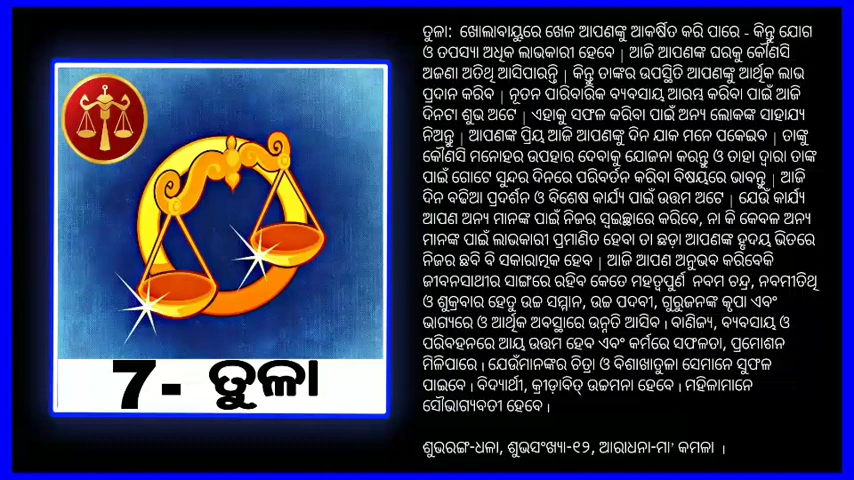 ତୁଳା: ଖୋଲାବାୟୁରେ ଖେଳ ଆପଣଙ୍କୁ ଆକର୍ଷିତ କରି ପାରେ - କିନ୍ତୁ ଯୋଗ
ଓ ତପସ୍ୟା ଅଧିକ ଲାଭକାରୀ ହେବେ | ଆଜି ଆପଣଙ୍କ ଘରକୁ କୌଣସି
ଅଜଣା ଅତିଥି ଆସିପାରନ୍ତି | କିନ୍ତୁ ତାଙ୍କର ଉପସ୍ଥିତି ଆପଣଙ୍କୁ ଆର୍ଥିକ ଲାଭ
ପ୍ରଦାନ କରିବ | ନୂତନ ପାରିବାରିକ ବ୍ୟବସାୟ ଆରମ୍ଭ କରିବା ପାଇଁ ଆଜି
ଦିନଟା ଶୁଭ ଅଟେ | ଏହାକୁ ସଫଳ କରିବା ପାଇଁ ଅନ୍ୟ ଲୋକଙ୍କ ସାହାଯ୍ୟ
ନିଅନ୍ତୁ | ଆପଣଙ୍କ ପ୍ରିୟ ଆଜି ଆପଣଙ୍କୁ ଦିନ ଯାକ ମନେ ପକେଇବ | ତାଙ୍କୁ
କୌଣସି ମନୋହର ଉପହାର ଦେବାକୁ ଯୋଜନା କରନ୍ତୁ ଓ ତାହା ଦ୍ୱାରା ତାଙ୍କ
ପାଇଁ ଗୋଟେ ସୁନ୍ଦର ଦିନରେ ପରିବର୍ତନ କରିବା ବିଷୟରେ ଭାବନ୍ତୁ | ଆଜି
ଦିନ ବଢିଆ ପ୍ରଦର୍ଶନ ଓ ବିଶେଷ କାର୍ଯ୍ୟ ପାଇଁ ଉତ୍ତମ ଅଟେ | ଯେଉଁ କାର୍ଯ୍ୟ
ଆପଣ ଅନ୍ୟ ମାନଙ୍କ ପାଇଁ ନିଜର ସ୍ୱଇଚ୍ଛାରେ କରିବେ, ନା କି କେବଳ ଅନ୍ୟ
ମାନଙ୍କ ପାଇଁ ଲାଭକାରୀ ପ୍ରମାଣିତ ହେବା ତା ଛଡ଼ା ଆପଣଙ୍କ ହୃଦୟ ଭିତରେ
ନିଜର ଛବି ବି ସକାରାତ୍ମକ ହେବ | ଆଜି ଆପଣ ଅନୁଭବ କରିବେକି
ଜୀବନସାଥୀର ସାଙ୍ଗରେ ରହିବ କେତେ ମହତ୍ୱପୁର୍ଣ ନବମ ଚନ୍ଦ୍ର, ନବମୀତିଥି
ଓ ଶୁକ୍ରବାର ହେତୁ ଉଚ୍ଚ ସମ୍ମାନ, ଉଚ୍ଚ ପଦବୀ, ଗୁରୁଜନଙ୍କ କୃପା ଏବଂ
ଭାଗ୍ୟରେ ଓ ଆର୍ଥିକ ଅବସ୍ଥାରେ ଉନ୍ନତି ଆସିବ । ବାଣିଜ୍ୟ, ବ୍ୟବସାୟ ଓ
ପରିବହନରେ ଆୟ ଉତ୍ତମ ହେବ ଏବଂ କର୍ମରେ ସଫଳତା, ପ୍ରମୋଶନ
ମିଳିପାରେ । ଯେଉଁମାନଙ୍କର ଚିତ୍ରା ଓ ବିଶାଖାତୁଳା ସେମାନେ ସୁଫଳ
ପାଇବେ । ବିଦ୍ୟାର୍ଥୀ, କ୍ରୀଡ଼ାବିତ୍ ଉଚ୍ଚମନା ହେବେ । ମହିଳାମାନେ
ସୌଭାଗ୍ୟବତୀ ହେବେ ।
ଶୁଭରଙ୍ଗ-ଧଳା, ଶୁଭସଂଖ୍ୟା-୧୨, ଆରାଧନା-ମା' କମଳା ।
7- ତୁଳା